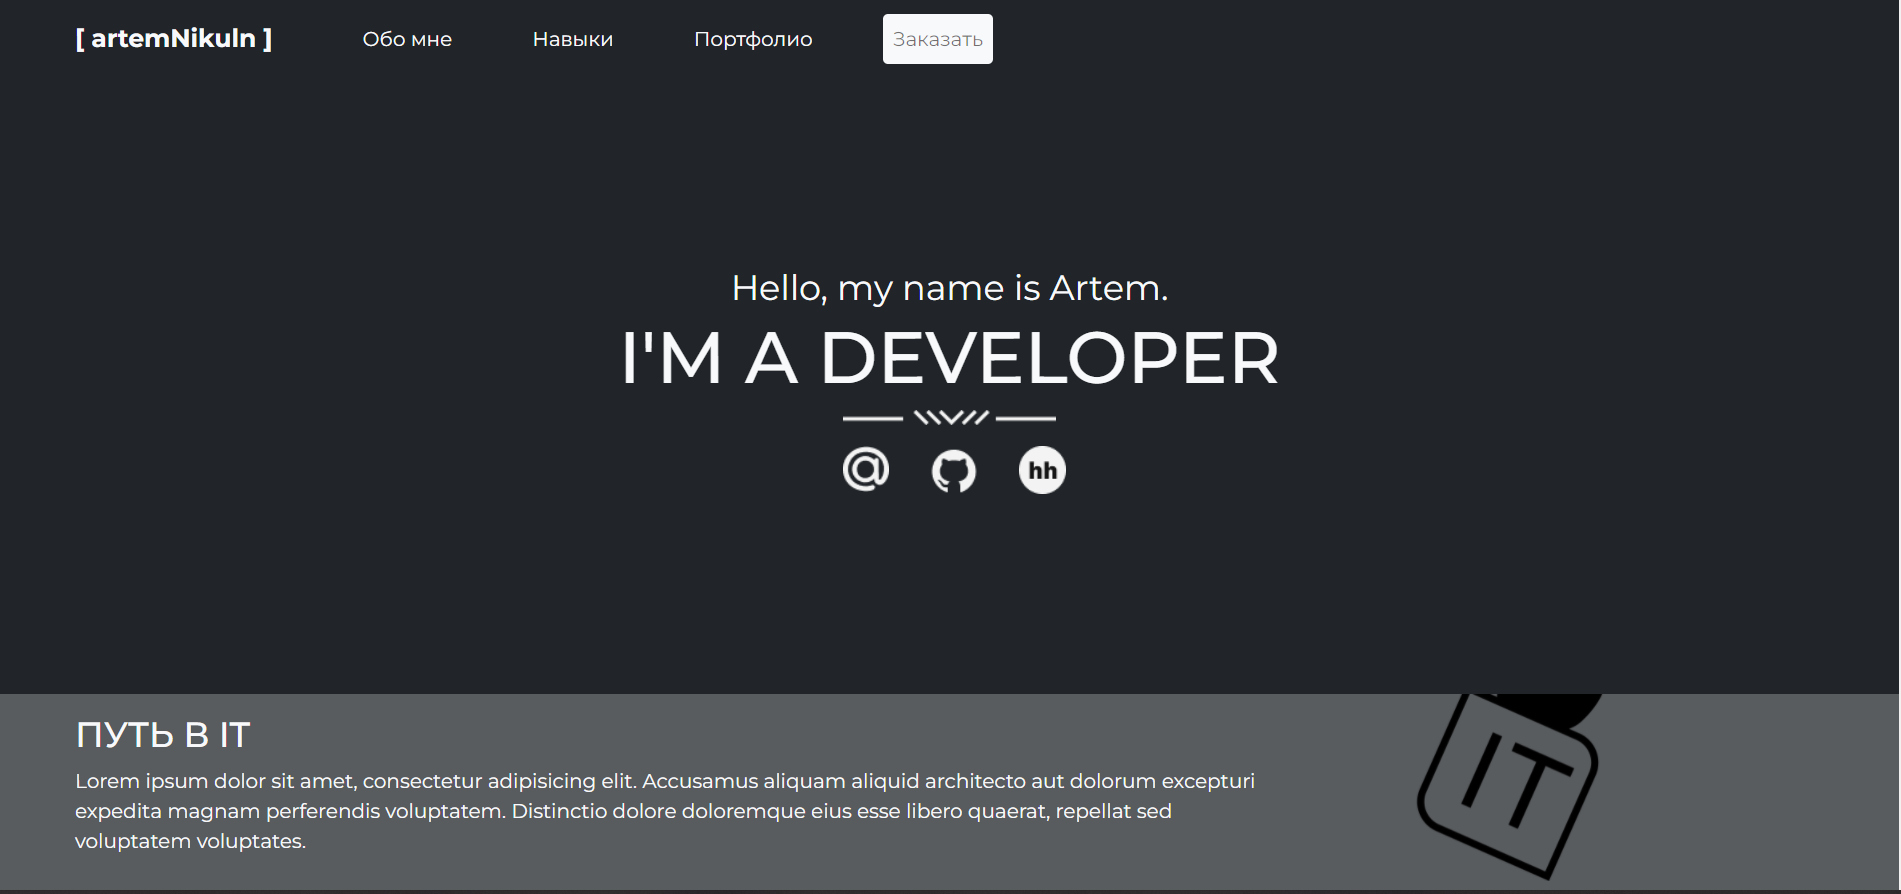 [ artemNikuln ] Обо мне Навыки Портфолио Заказать
Hello, my name is Artem.
I'M A DEVELOPER
@ hh
ПУТЬ В IT
IT
Lorem ipsum dolor sit amet, consectetur adipisicing elit. Accusamus aliquam aliquid architecto aut dolorum excepturi
expedita magnam perferendis voluptatem. Distinctio dolore doloremque eius esse libero quaerat, repellat sed
voluptatem voluptates.